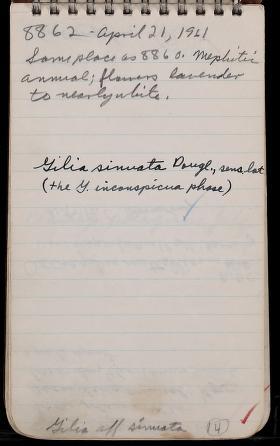 8862 - April 21, 1961
Same place as 8860. Mephitic
annual; flowers lavender
to nearly white.
Gilia sinuata Dougl., sens. lat
(the G. inconspicua phase)
Gilia aff sinuata 14